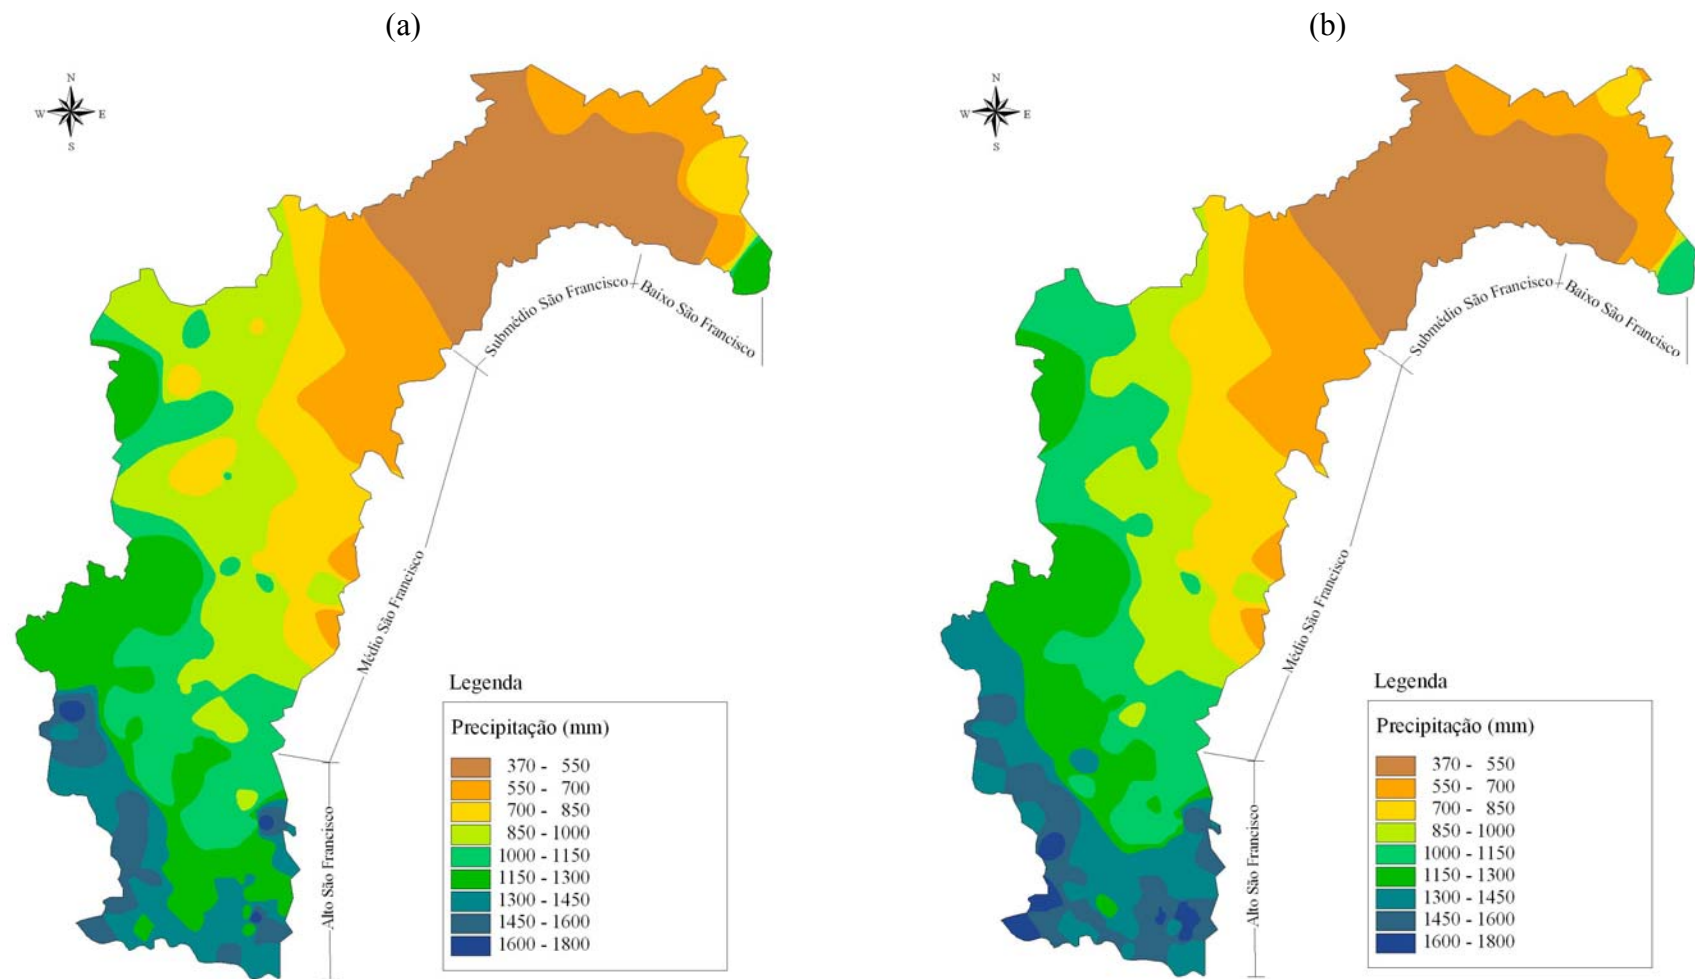 (a)
N
W E
S
Submédio São Francisco
Baixo São Francisco
Médio São Francisco
Alto São Francisco
Legenda
Precipitação (mm)
370 - 550
550 - 700
700 - 850
850 - 1000
1000 - 1150
1150 - 1300
1300 - 1450
1450 - 1600
1600 - 1800
(b)
N
W E
S
Submédio São Francisco
Baixo São Francisco
Médio São Francisco
Alto São Francisco
Legenda
Precipitação (mm)
370 - 550
550 - 700
700 - 850
850 - 1000
1000 - 1150
1150 - 1300
1300 - 1450
1450 - 1600
1600 - 1800